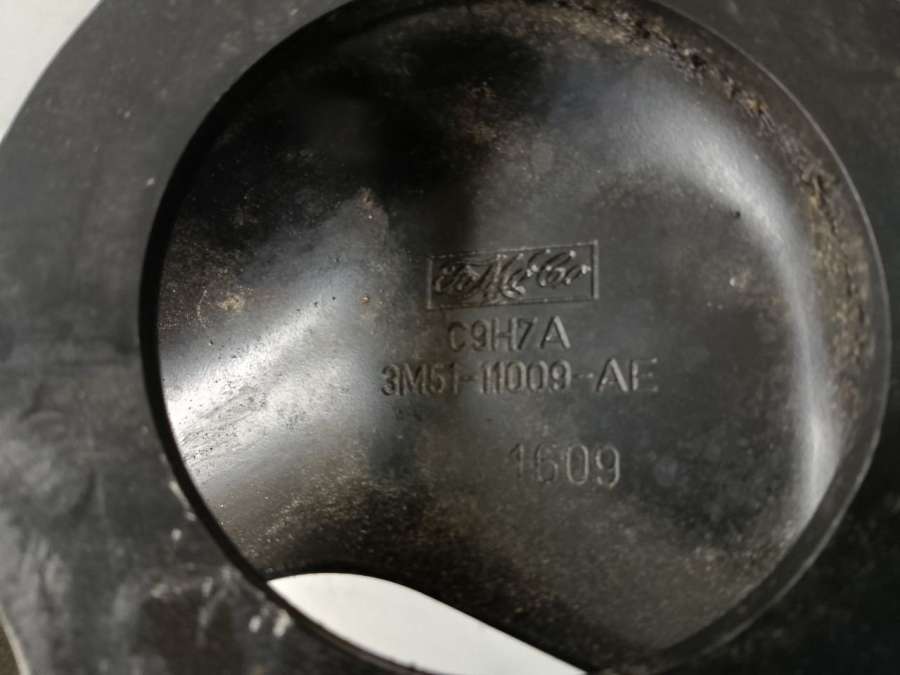 FoMoCo
C9H7A
3M51-11009-AE
1609